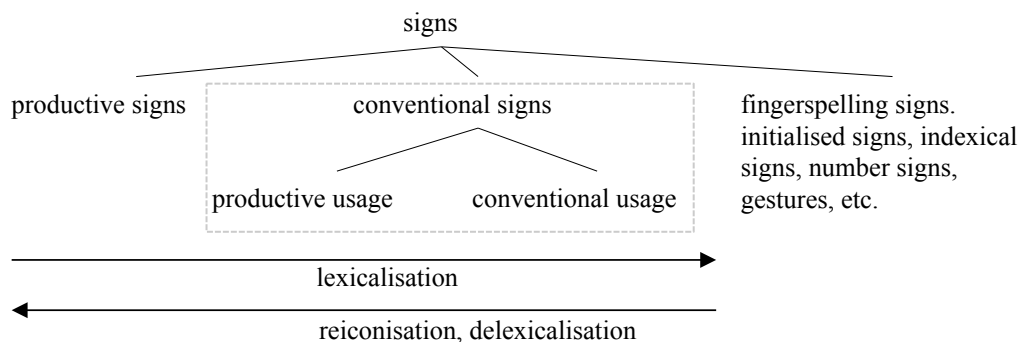 signs
productive signs
conventional signs
fingerspelling signs.
initialised signs, indexical
signs, number signs,
gestures, etc.
productive usage
conventional usage
lexicalisation
reiconisation, delexicalisation